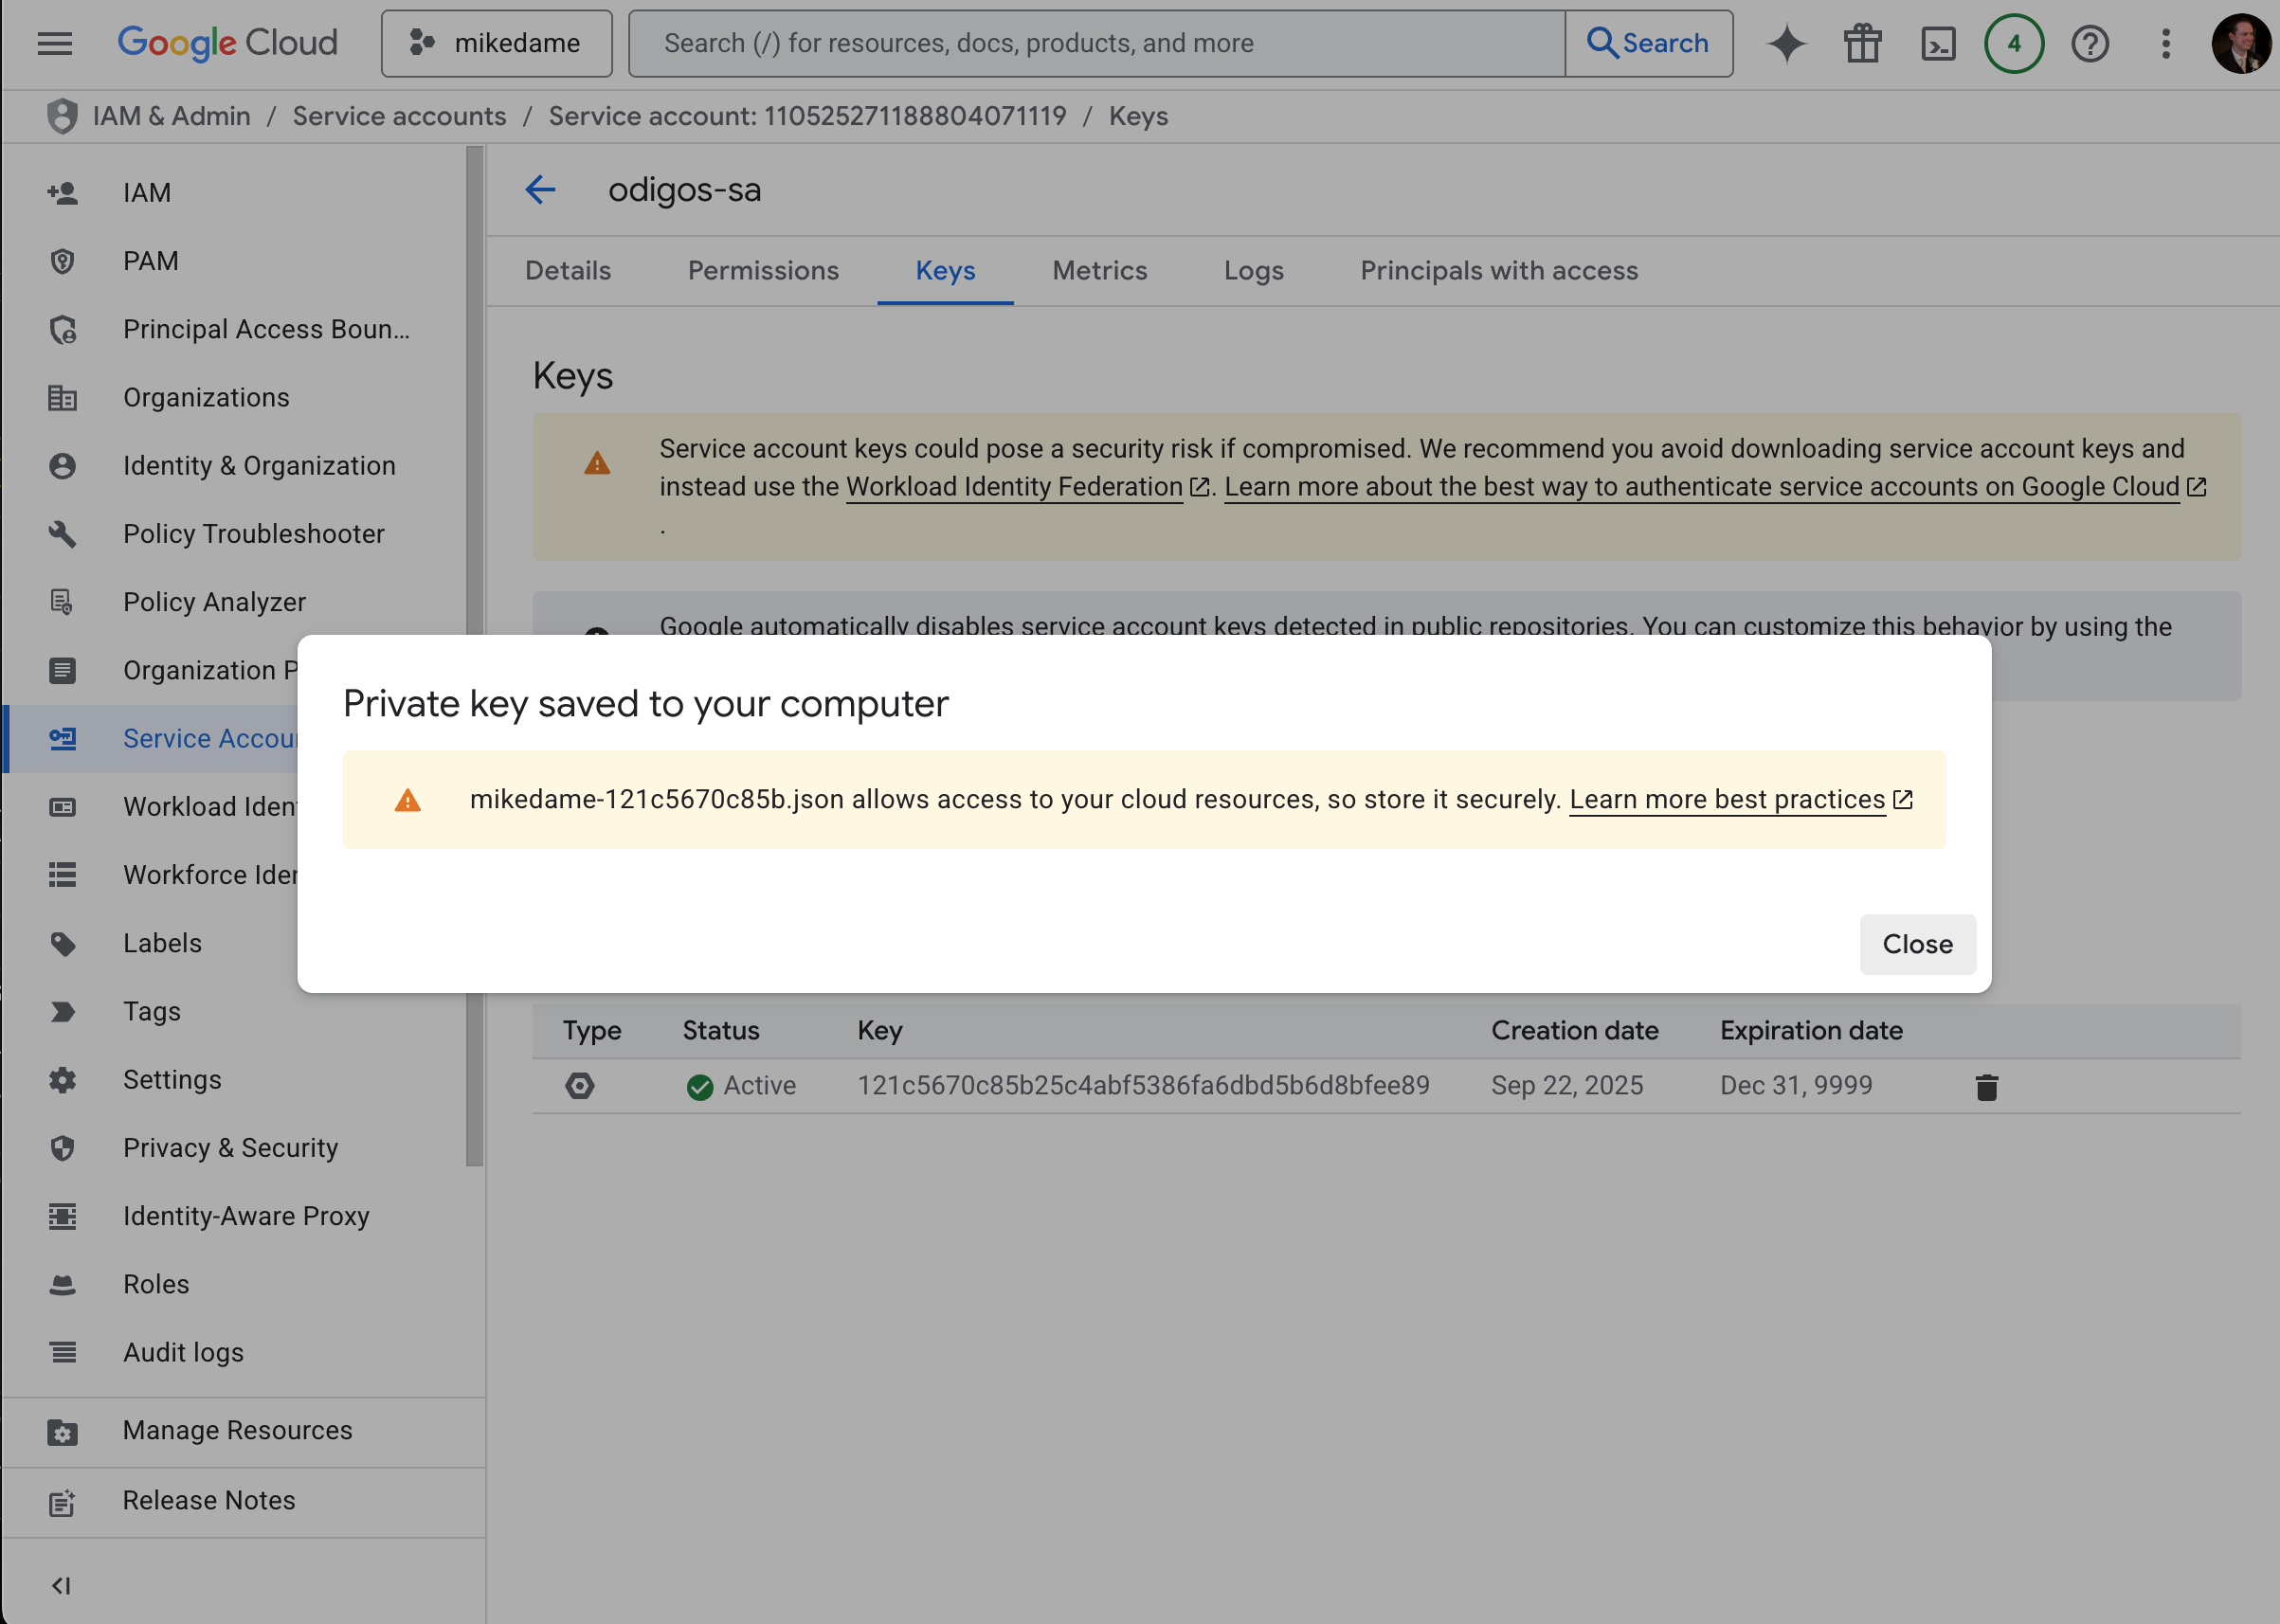 Google Cloud
mikedame
Search (/) for resources, docs, products, and more
Search
4
IAM & Admin / Service accounts / Service account: 110525271188804071119 / Keys
IAM
PAM
Principal Access Boun...
Organizations
Identity & Organization
Policy Troubleshooter
Policy Analyzer
Organization P
Service Accou
Workload Iden
Workforce Iden
Labels
Tags
Settings
Privacy & Security
Identity-Aware Proxy
Roles
Audit logs
Manage Resources
Release Notes
odigos-sa
Details Permissions Keys Metrics Logs Principals with access
Keys
Service account keys could pose a security risk if compromised. We recommend you avoid downloading service account keys and
instead use the Workload Identity Federation. Learn more about the best way to authenticate service accounts on Google Cloud
.
Google automatically disables service account keys detected in public repositories. You can customize this behavior by using the
Private key saved to your computer
mikedame-121c5670c85b.json allows access to your cloud resources, so store it securely. Learn more best practices
Close
Type Status Key Creation date Expiration date
Active 121c5670c85b25c4abf5386fa6dbd5b6d8bfee89 Sep 22, 2025 Dec 31, 9999